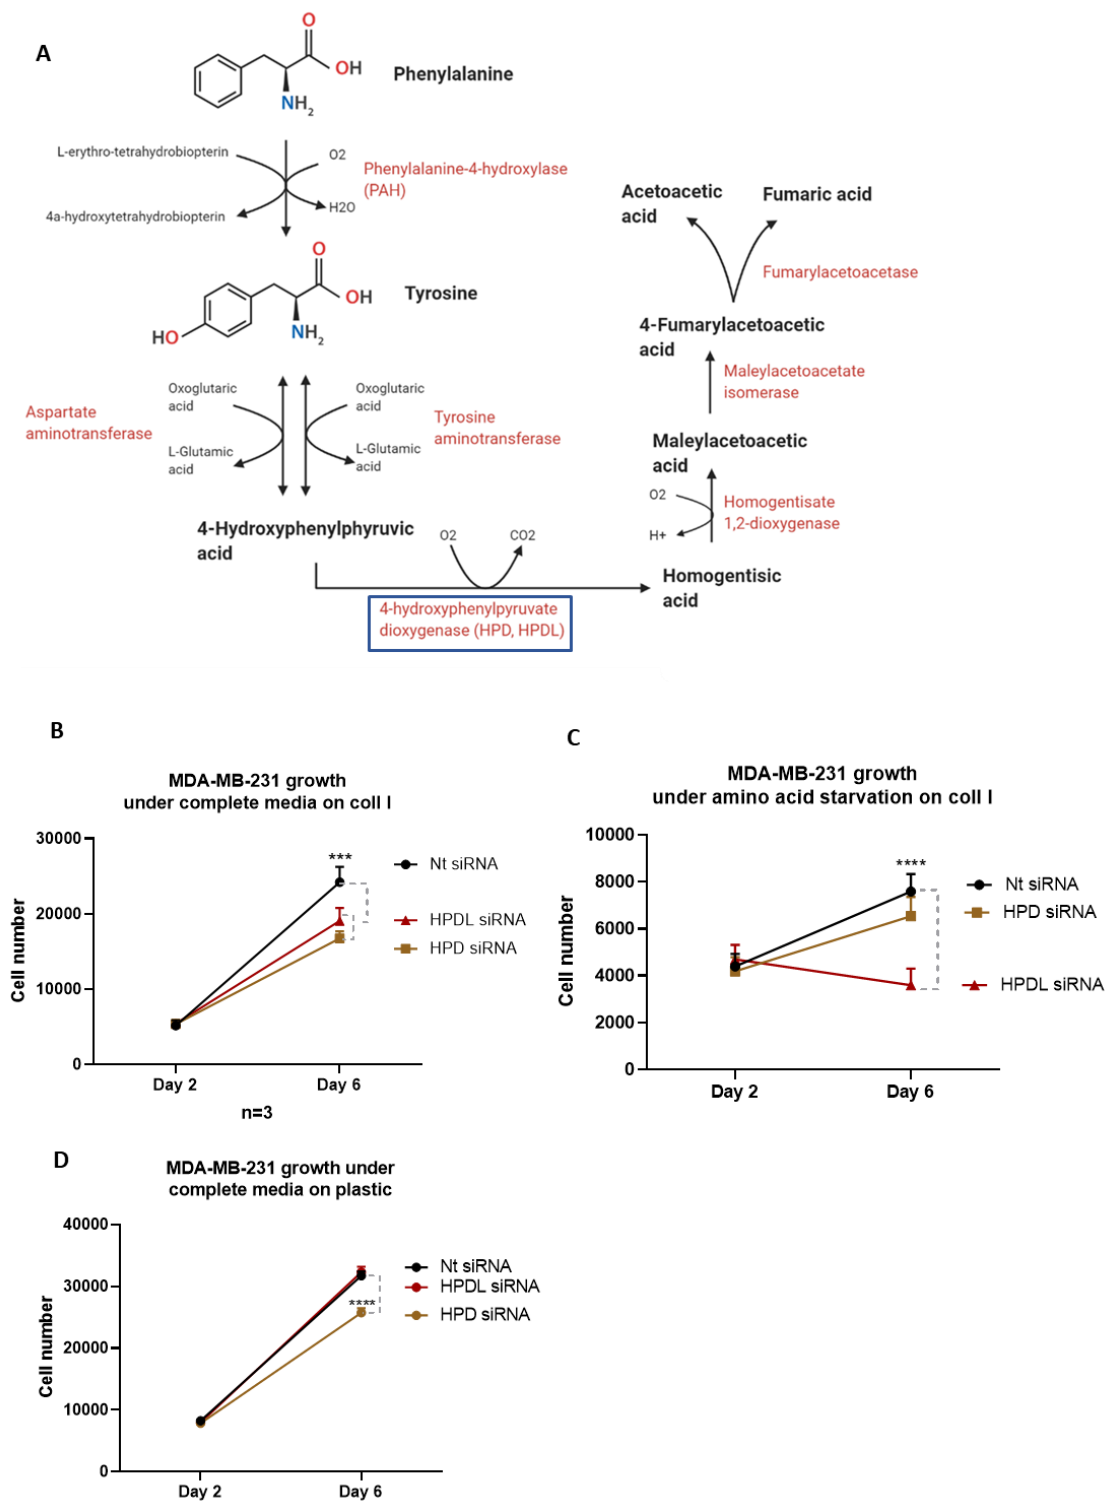 A
O
OH
NH2
Phenylalanine
L-erythro-tetrahydrobiopterin
O2
Phenylalanine-4-hydroxylase
(PAH)
4a-hydroxytetrahydrobiopterin
H2O
O
OH
HO
NH2
Tyrosine
Oxoglutaric
acid
Oxoglutaric
acid
Aspartate
aminotransferase
Tyrosine
aminotransferase
L-Glutamic
acid
L-Glutamic
acid
4-Hydroxyphenylphyruvic
acid
O2
CO2
4-hydroxyphenylpyruvate
dioxygenase (HPD, HPDL)
Homogentisic
acid
O2
H+
Homogentisate
1,2-dioxygenase
Maleylacetoacetic
acid
Maleylacetoacetate
isomerase
4-Fumarylacetoacetic
acid
Fumarylacetoacetase
Acetoacetic
acid
Fumaric acid
B
MDA-MB-231 growth
under complete media on coll I
Cell number
30000
20000
10000
0
***
Nt siRNA
HPDL siRNA
HPD siRNA
Day 2
Day 6
n=3
C
MDA-MB-231 growth
under amino acid starvation on coll I
Cell number
10000
8000
6000
4000
2000
0
****
Nt siRNA
HPD siRNA
HPDL siRNA
Day 2
Day 6
D
MDA-MB-231 growth under
complete media on plastic
Cell number
40000
30000
20000
10000
0
****
Nt siRNA
HPDL siRNA
HPD siRNA
Day 2
Day 6